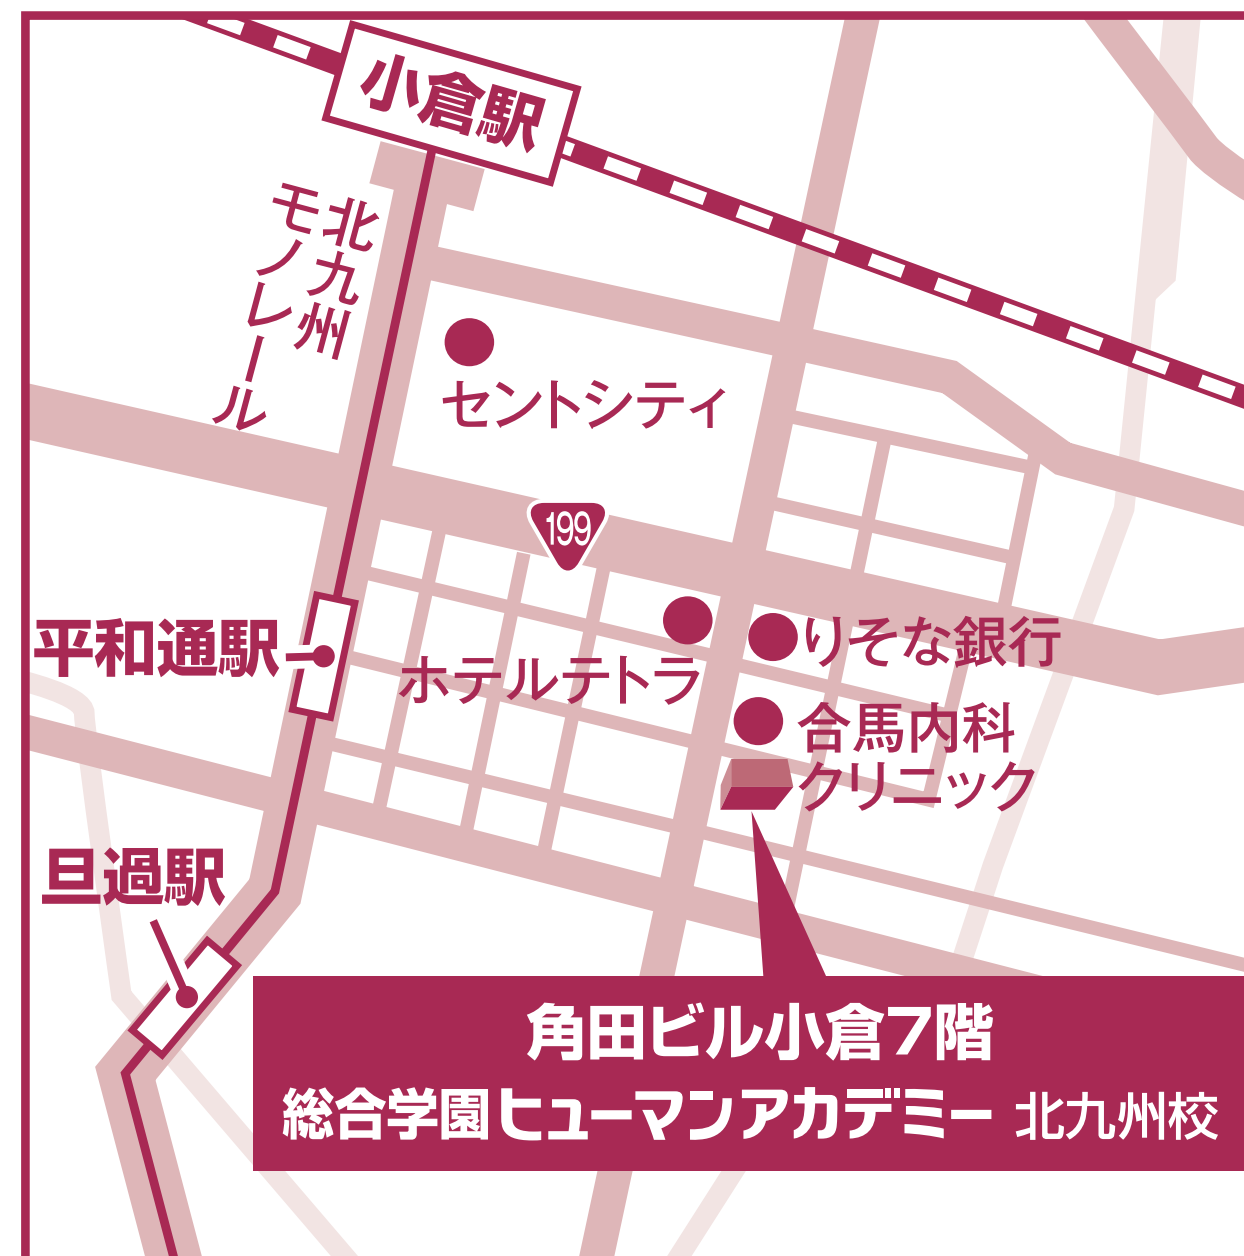 小倉駅
北九州
モノレール
セントシティ
199
平和通駅
ホテルテトラ
りそな銀行
合馬内科
クリニック
旦過駅
角田ビル小倉7階
総合学園 ヒューマンアカデミー 北九州校